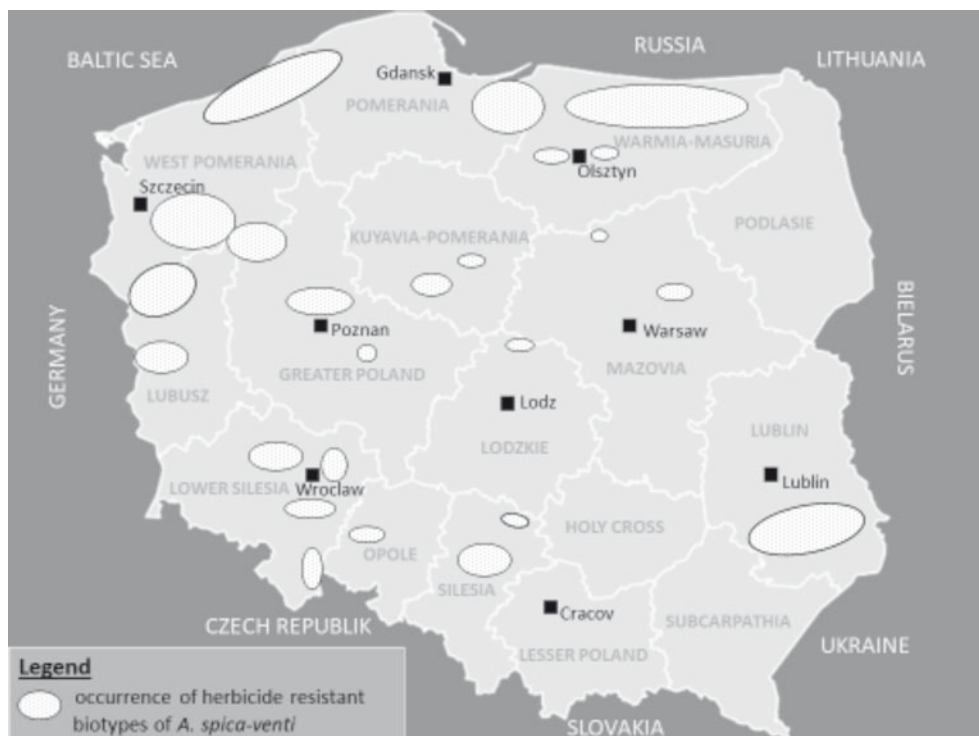 BALTIC SEA
RUSSIA
LITHUANIA
Gdansk
POMERANIA
WARMIA-MASURIA
WEST POMERANIA
Olsztyn
Szczecin
PODLASIE
KUYAVIA-POMERANIA
BIELARUS
GERMANY
Poznan
Warsaw
GREATER POLAND
MAZOVIA
LUBUSZ
Lodz
LUBLIN
LODZKIE
Lublin
LOWER SILESIA
Wroclaw
HOLY CROSS
OPOLE
SILESIA
Cracov
SUBCARPATHIA
CZECH REPUBLIK
UKRAINE
LESSER POLAND
Legend
occurrence of herbicide resistant
biotypes of A. spica-venti
SLOVAKIA